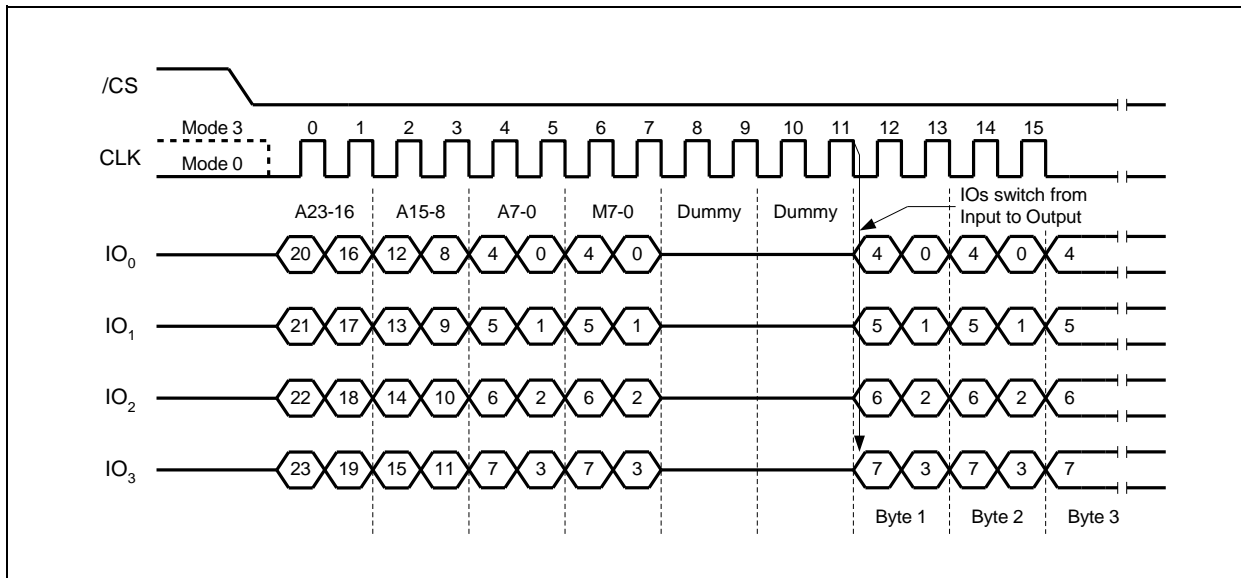 /CS
Mode 3 0 1 2 3 4 5 6 7 8 9 10 11 12 13 14 15
CLK
Mode 0
A23-16 A15-8 A7-0 M7-0 Dummy Dummy
IOs switch from
Input to Output
IO0 20 16 12 8 4 0 4 0 4 0 4 0 4
IO1 21 17 13 9 5 1 5 1 5 1 5 1 5
IO2 22 18 14 10 6 2 6 2 6 2 6 2 6
IO3 23 19 15 11 7 3 7 3 7 3 7 3 7
Byte 1 Byte 2 Byte 3